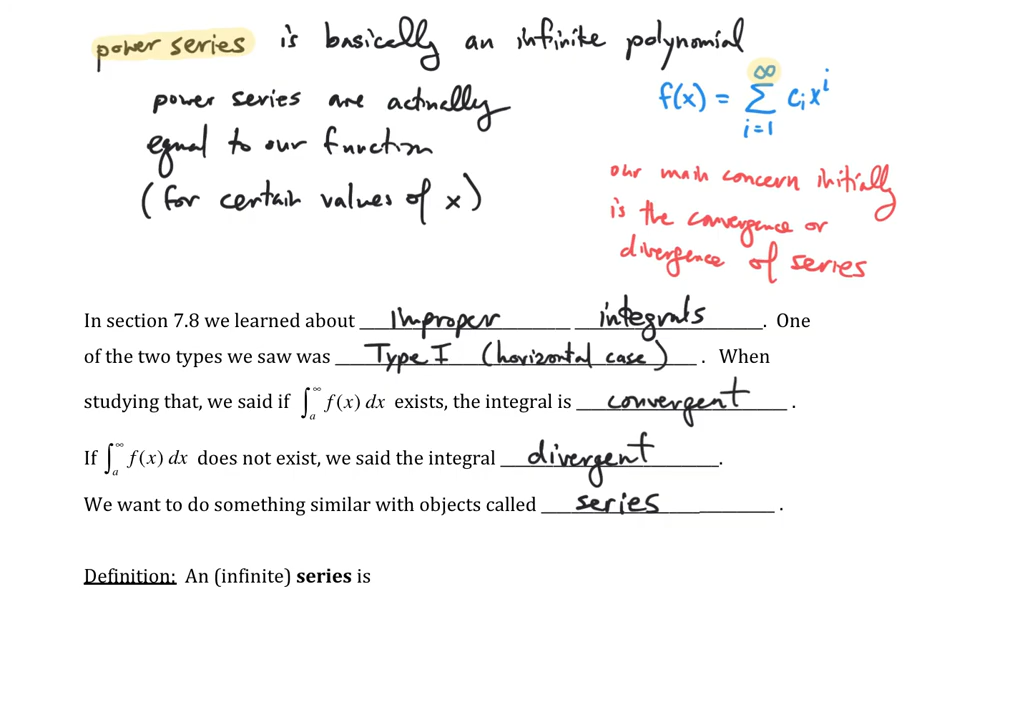 power series is basically an infinite polynomial
power series are actually
equal to our function
(for certain values of x)
f(x) = ∑_{i=1}^{∞} cᵢxⁱ
our main concern initially
is the convergence or
divergence of series
In section 7.8 we learned about improper integrals. One
of the two types we saw was Type I (horizontal case). When
studying that, we said if ∫_a^∞ f(x) dx exists, the integral is convergent.
If ∫_a^∞ f(x) dx does not exist, we said the integral divergent.
We want to do something similar with objects called series.
Definition: An (infinite) series is